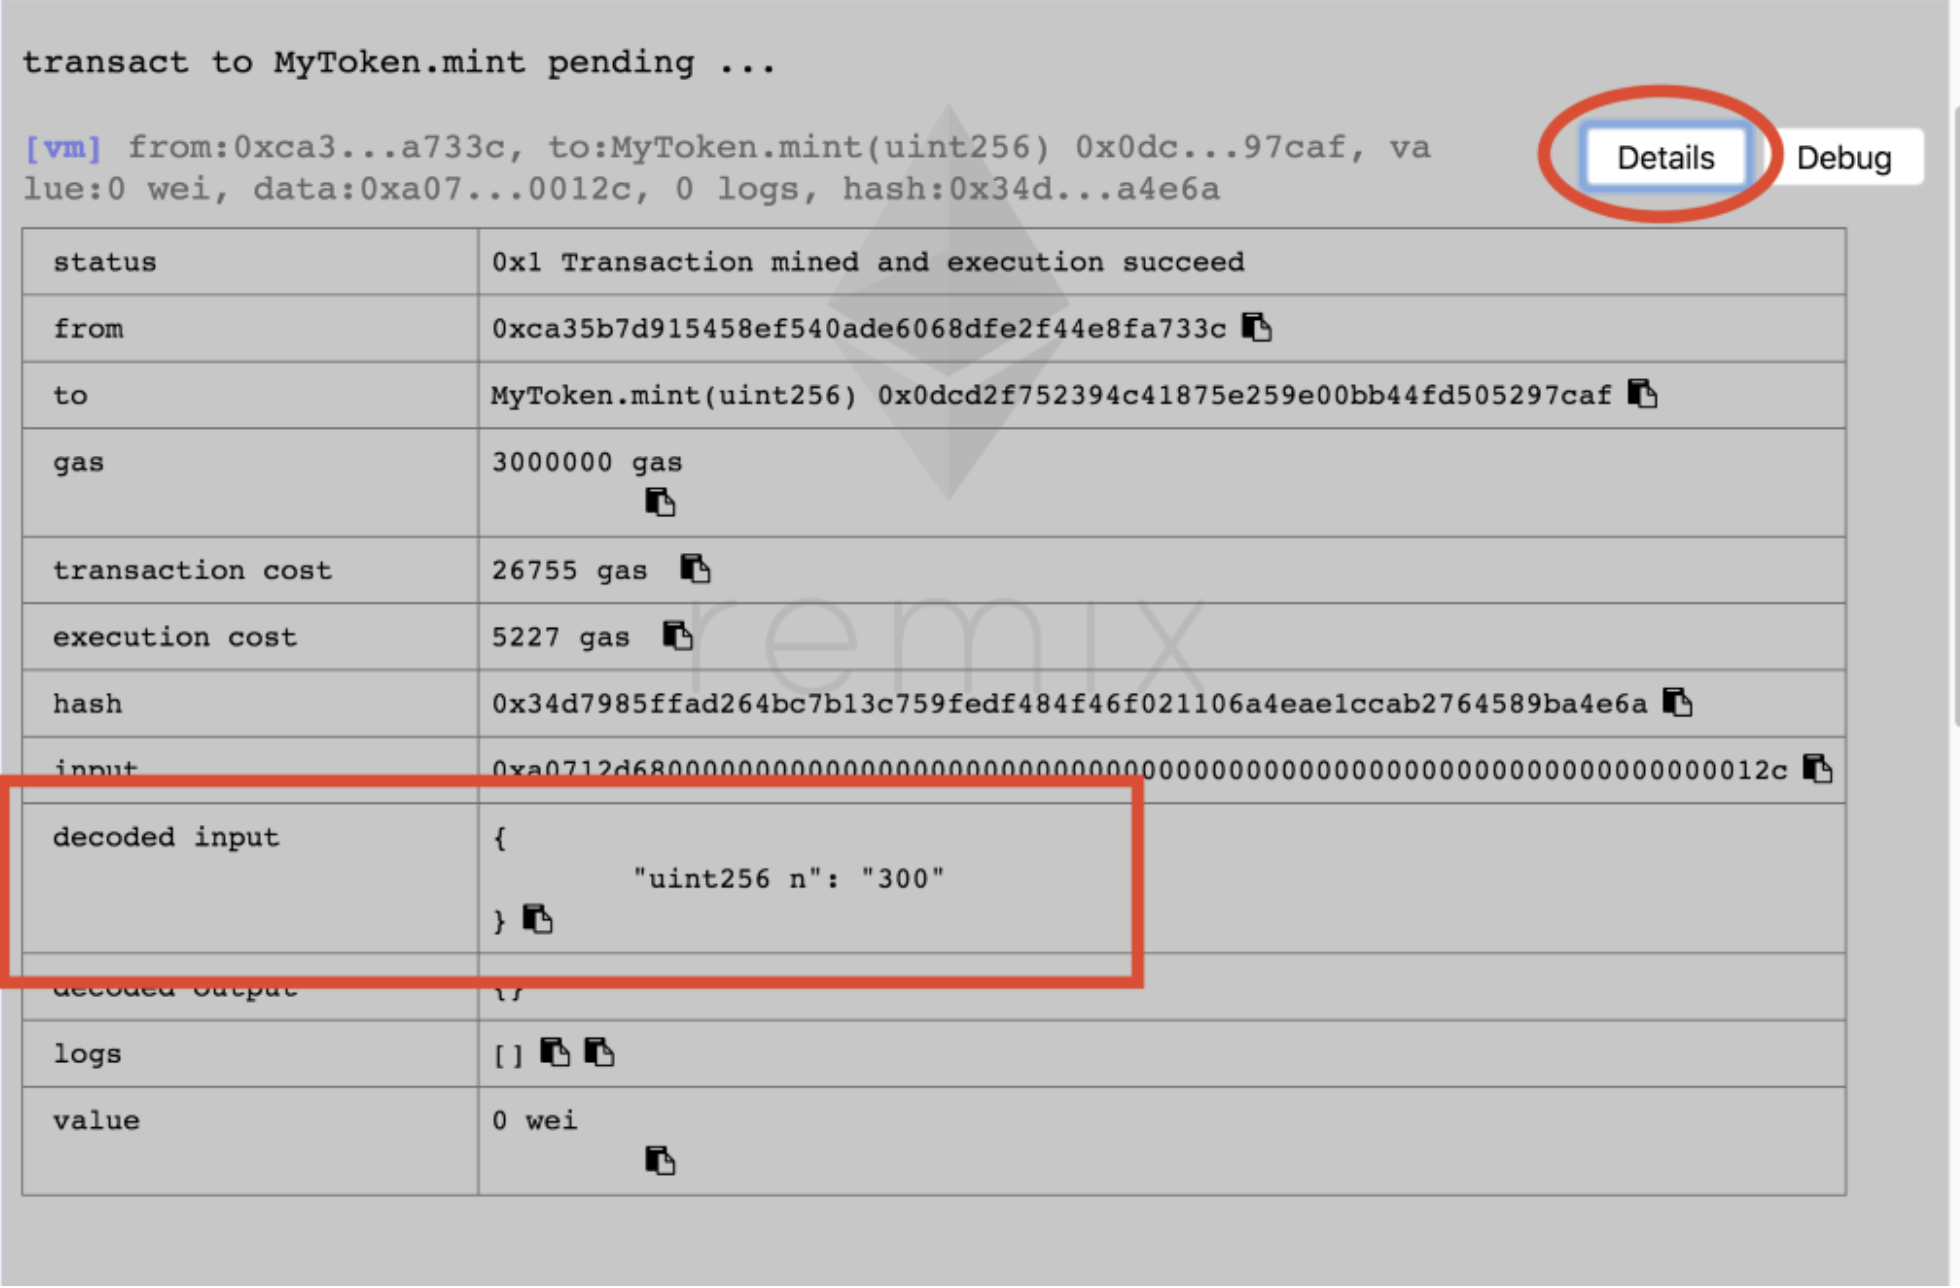 transact to MyToken.mint pending ...
[vm] from:0xca3...a733c, to:MyToken.mint(uint256) 0x0dc...97caf, va
lue:0 wei, data:0xa07...0012c, 0 logs, hash:0x34d...a4e6a
Details Debug
status 0x1 Transaction mined and execution succeed
from 0xca35b7d915458ef540ade6068dfe2f44e8fa733c
to MyToken.mint(uint256) 0x0dcd2f752394c41875e259e00bb44fd505297caf
gas 3000000 gas
transaction cost 26755 gas
execution cost 5227 gas
remix
hash 0x34d7985ffad264bc7b13c759fedf484f46f021106a4eae1ccab2764589ba4e6a
input 0xa0712d68000000000000000000000000000000000000000000000000000000000000012c
decoded input {
"uint256 n": "300"
}
decoded output {}
logs []
value 0 wei